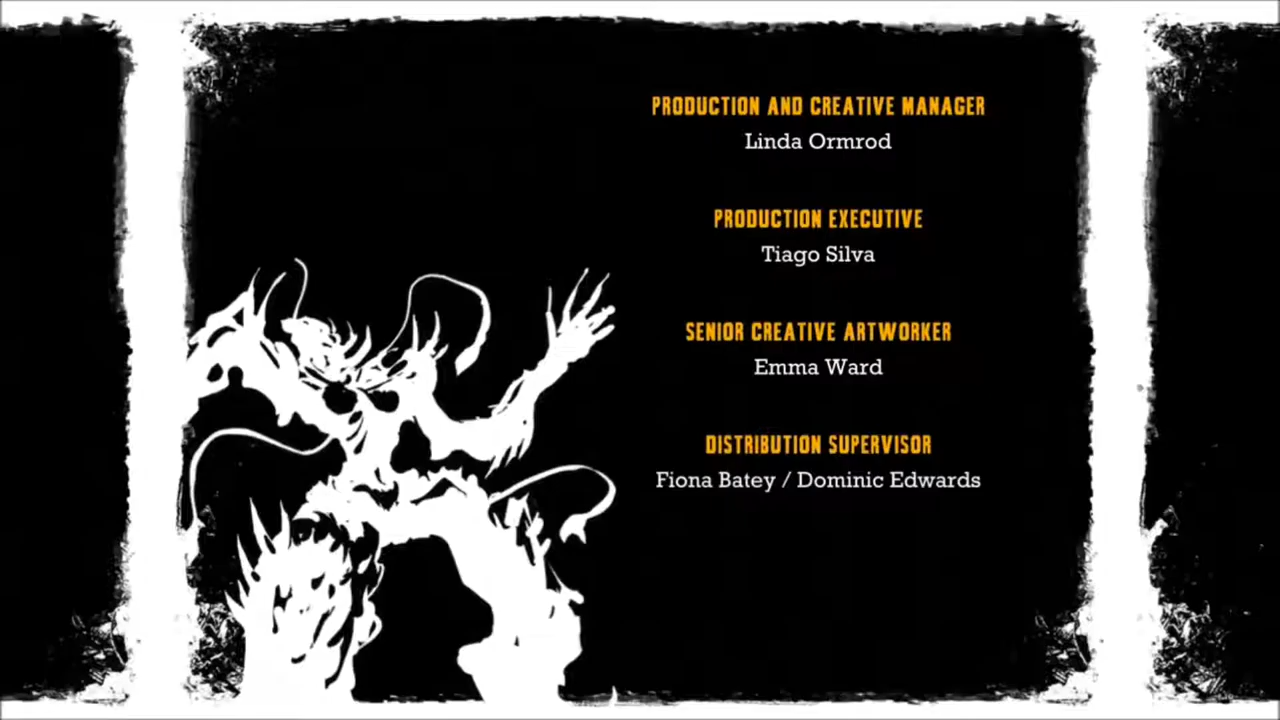 PRODUCTION AND CREATIVE MANAGER
Linda Ormrod
PRODUCTION EXECUTIVE
Tiago Silva
SENIOR CREATIVE ARTWORKER
Emma Ward
DISTRIBUTION SUPERVISOR
Fiona Batey / Dominic Edwards